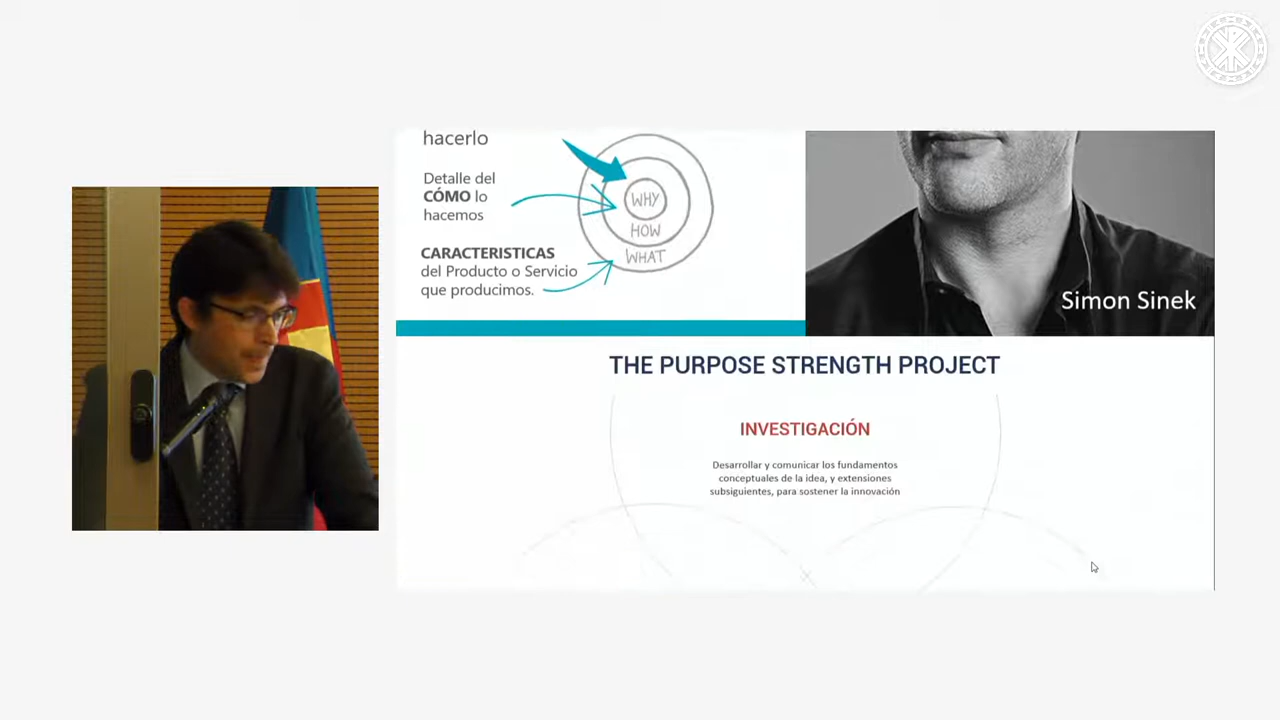 hacerlo
Detalle del
CÓMO lo
hacemos
CARACTERISTICAS
del Producto o Servicio
que producimos.
WHY
HOW
WHAT
Simon Sinek
THE PURPOSE STRENGTH PROJECT
INVESTIGACIÓN
Desarrollar y comunicar los fundamentos
conceptuales de la idea, y extensiones
subsiguientes, para sostener la innovación